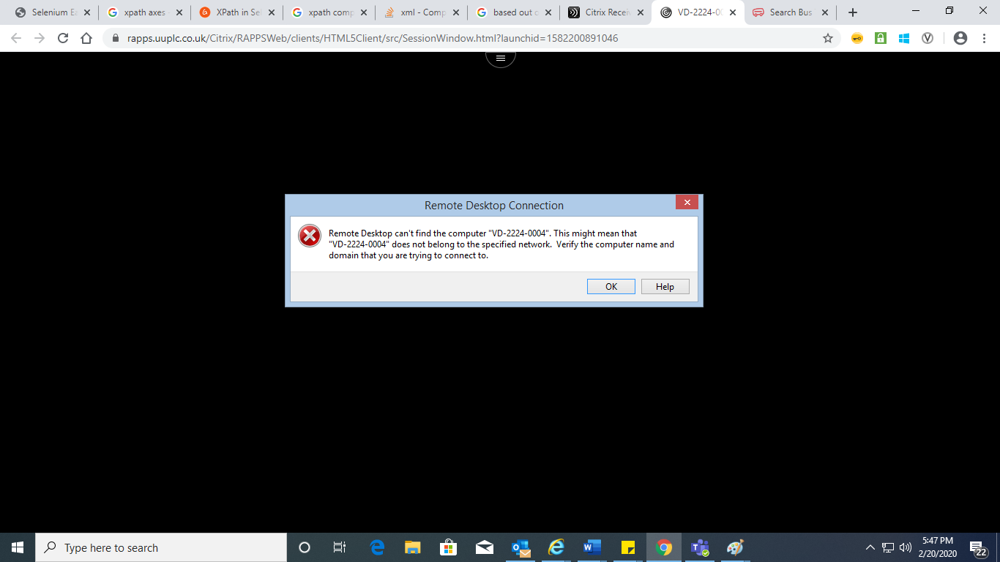 Selenium Ea
xpath axes
XPath in Sel
xpath comp
xml - Comp
based out o
Citrix Recei
VD-2224-00
Search Bus
rapps.uuplc.co.uk/Citrix/RAPPSWeb/clients/HTML5Client/src/SessionWindow.html?launchid=1582200891046
Remote Desktop Connection
Remote Desktop can't find the computer "VD-2224-0004". This might mean that
"VD-2224-0004" does not belong to the specified network.  Verify the computer name and
domain that you are trying to connect to.
OK
Help
Type here to search
5:47 PM
2/20/2020
22